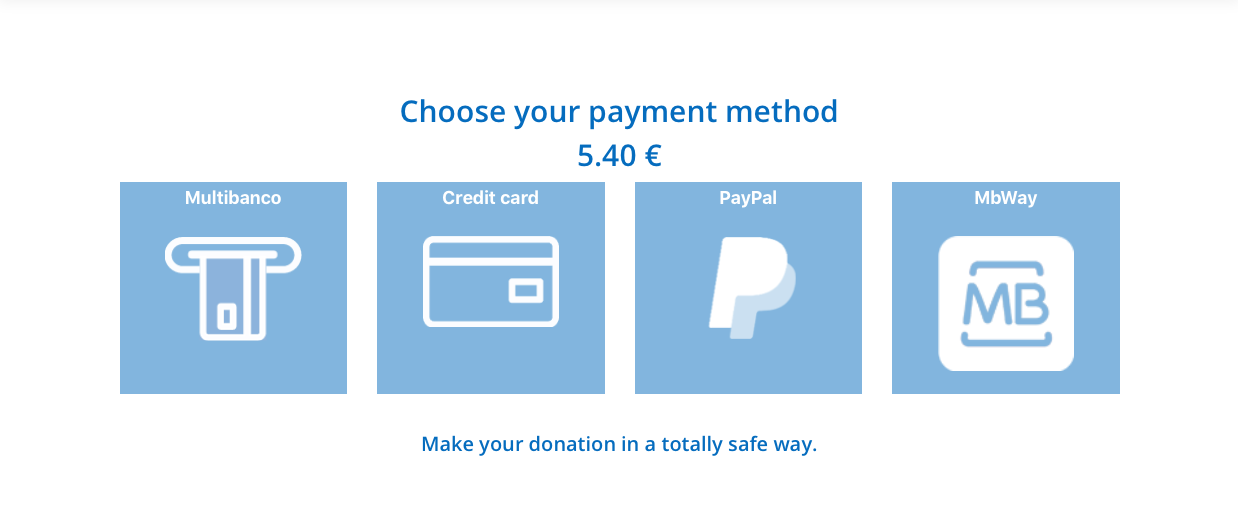 Choose your payment method
5.40 €
Multibanco
Credit card
PayPal
MbWay
MB
Make your donation in a totally safe way.